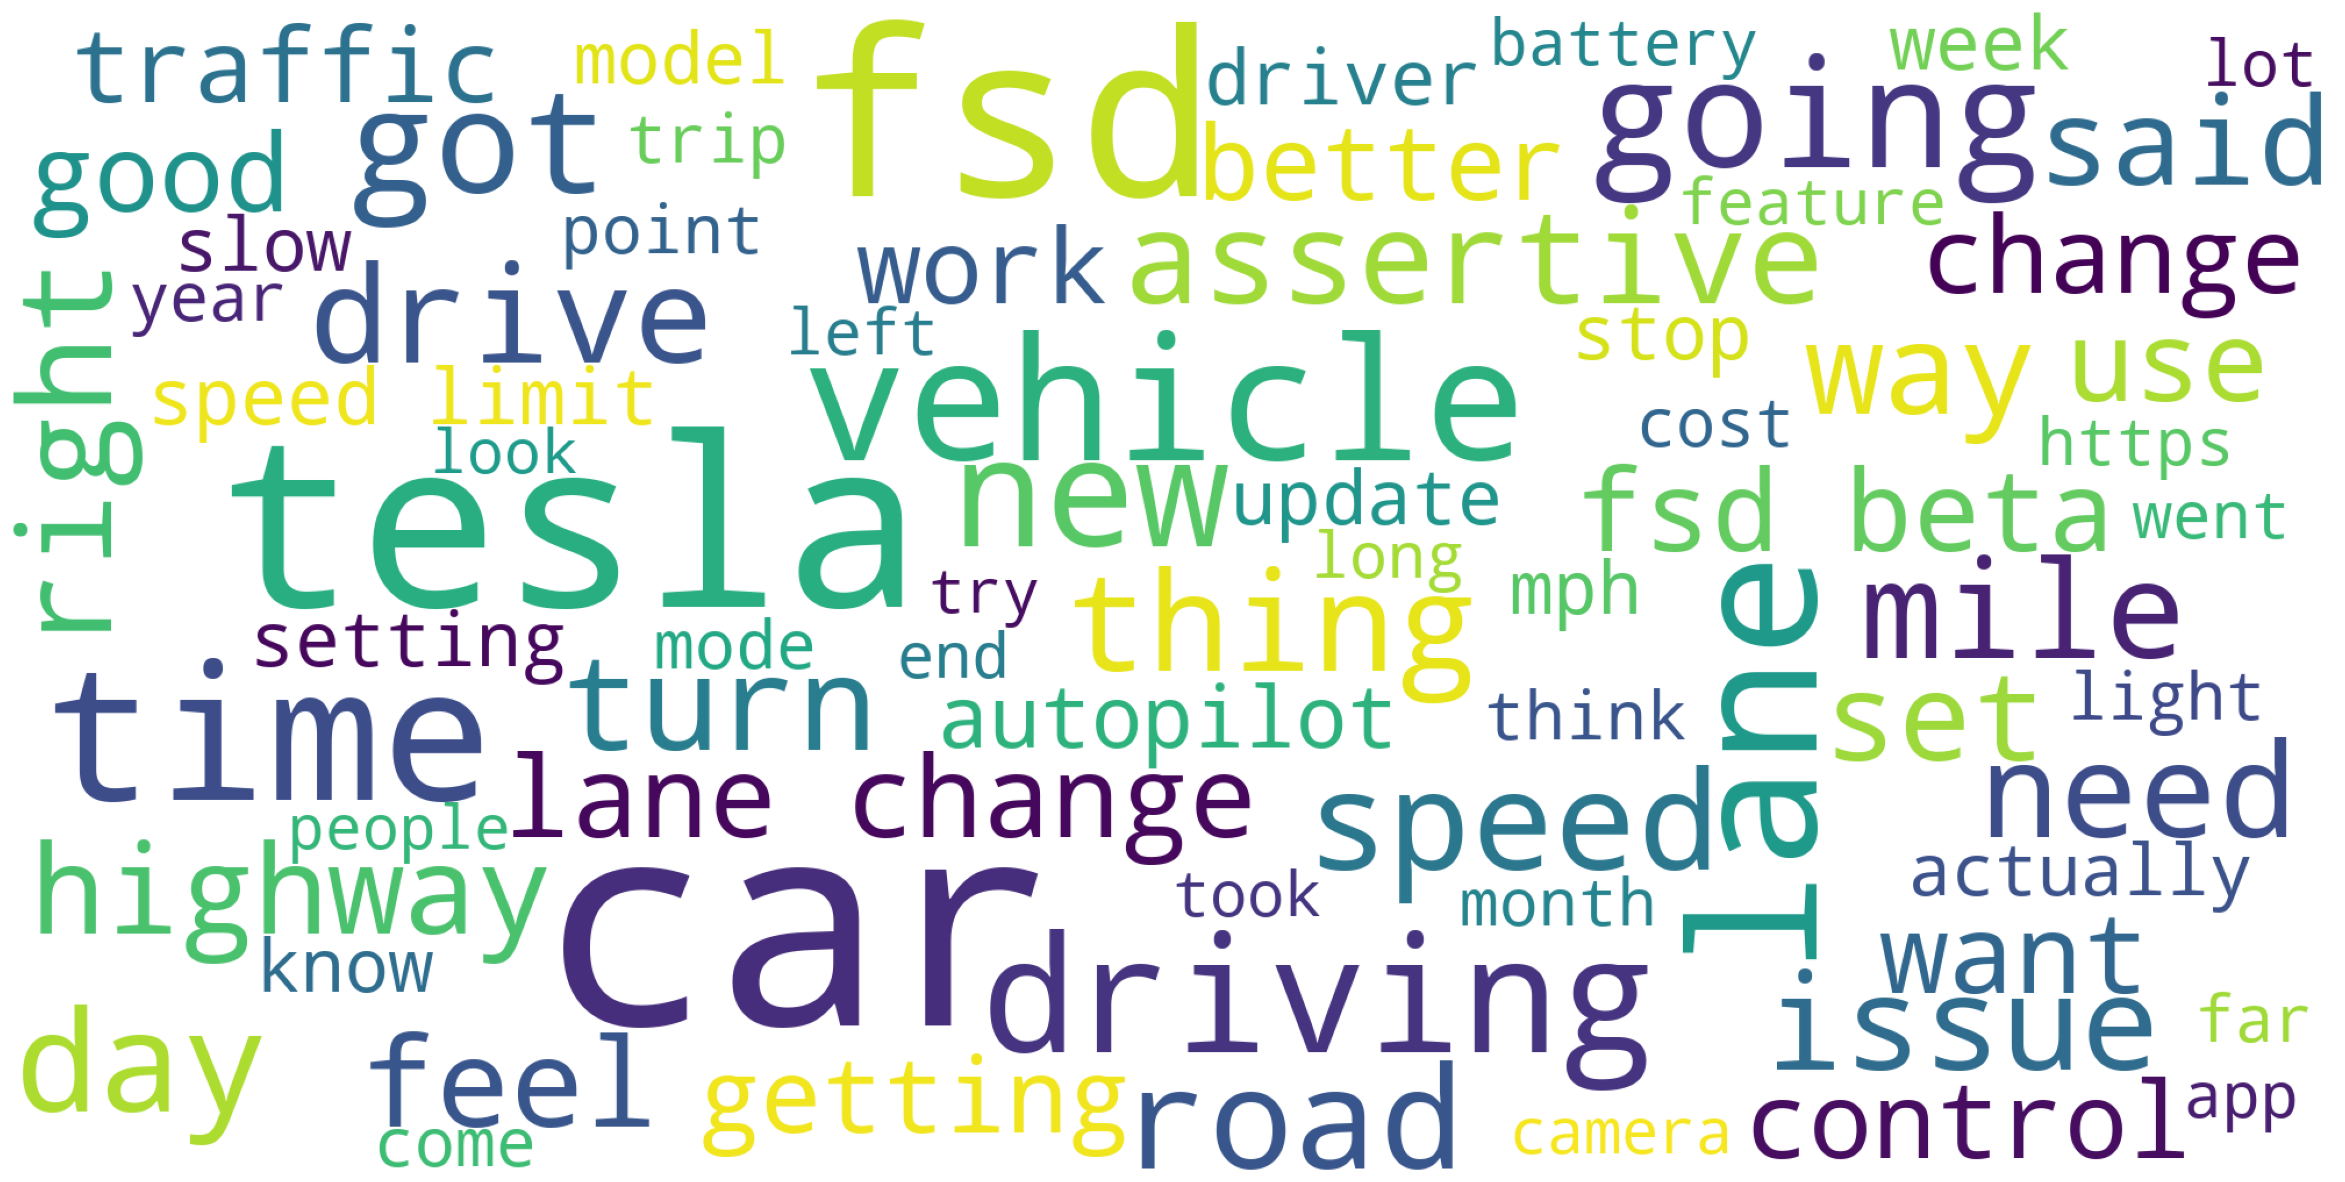 traffic
model
fsd
driver
battery
week
lot
good
got
trip
better
going
said
slow
point
work
assertive
feature
change
year
drive
left
vehicle
stop
way
use
right
speed limit
look
cost
https
tesla
new
update
fsd beta
went
long
try
thing
mph
lane
mile
setting
mode
end
time
turn
autopilot
think
set
light
people
lane change
speed
need
highway
car
took
month
actually
know
driving
want
day
feel
getting
road
issue
far
come
camera
control
app